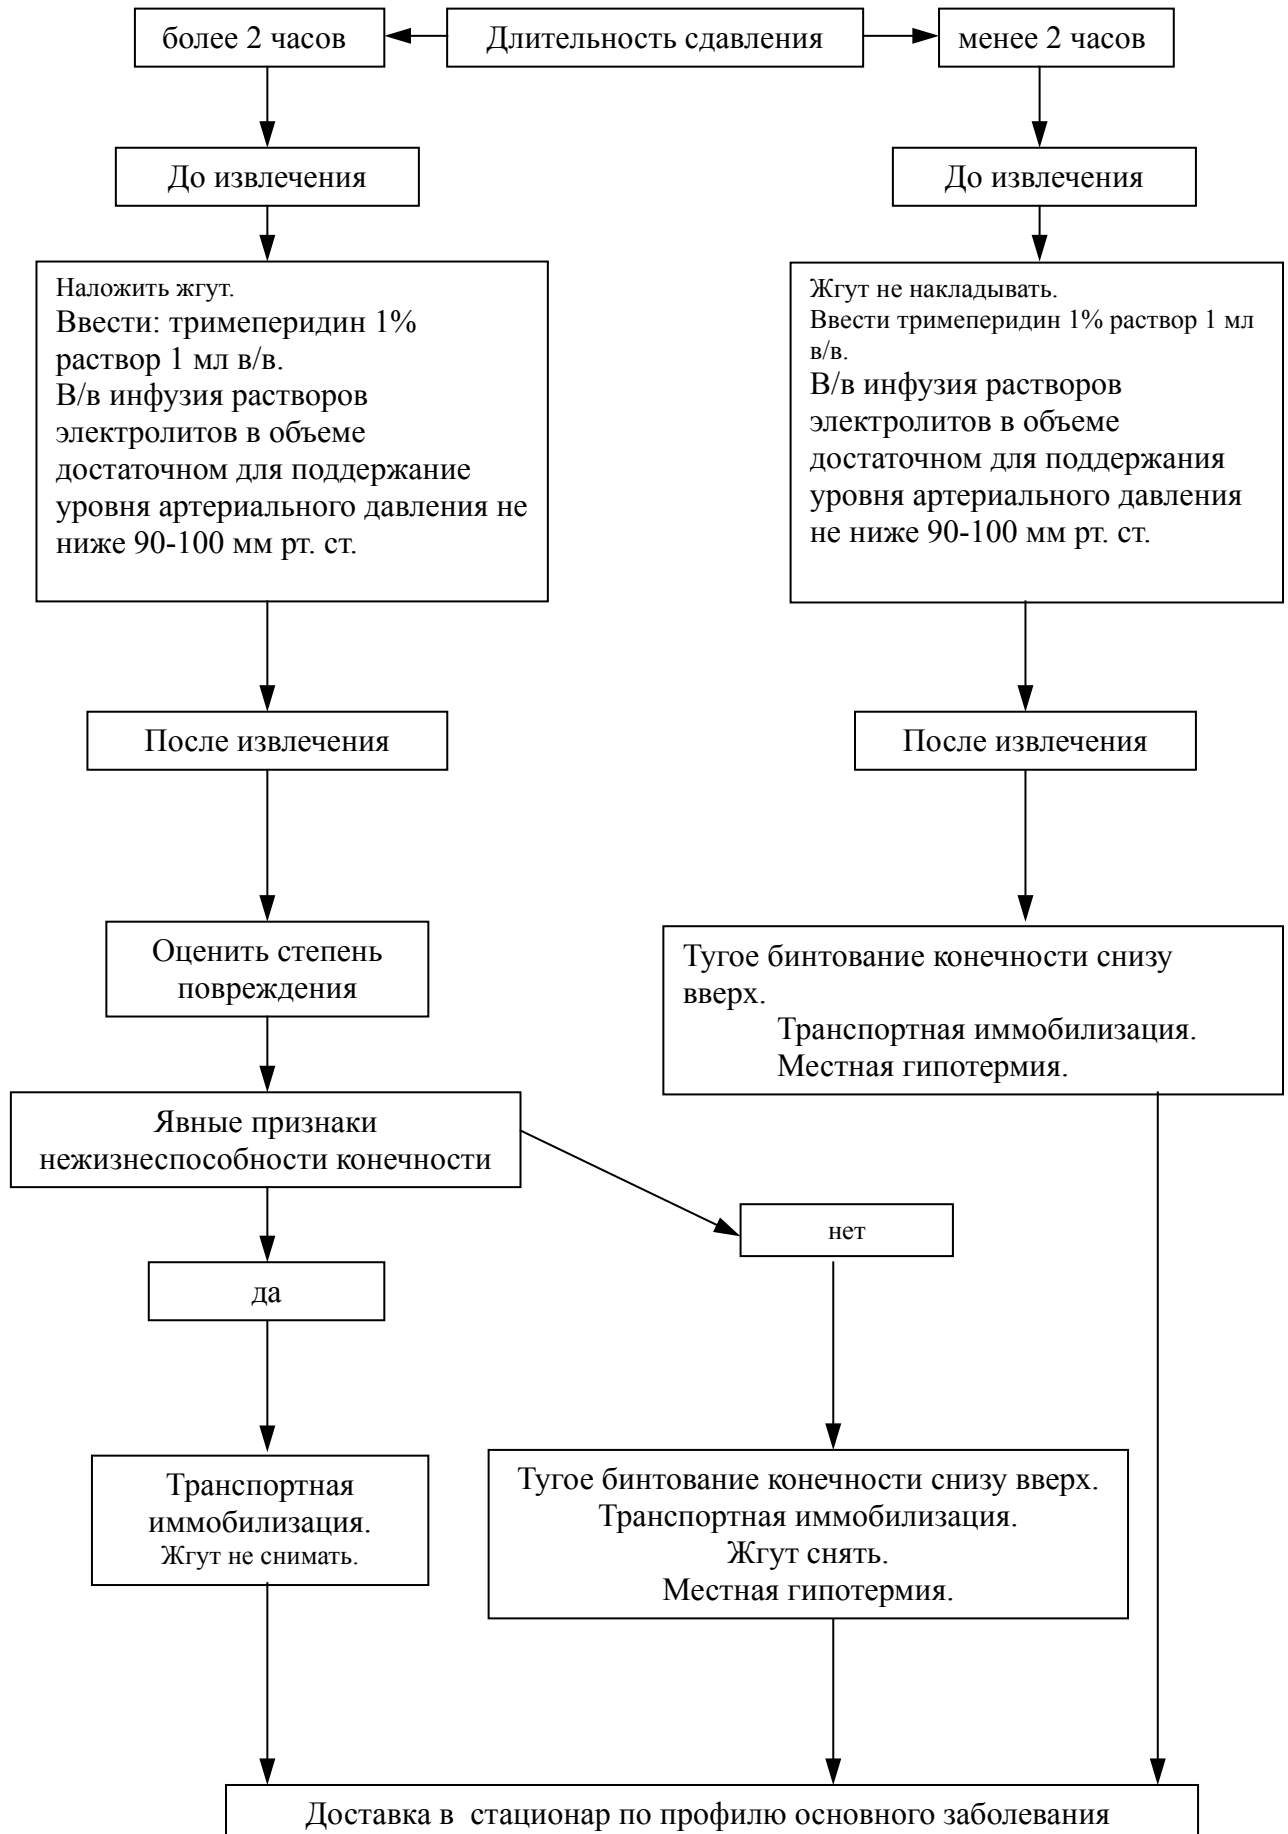 более 2 часов
Длительность сдавления
менее 2 часов
До извлечения
До извлечения
Наложить жгут.
Ввести: тримеперидин 1%
раствор 1 мл в/в.
В/в инфузия растворов
электролитов в объеме
достаточном для поддержание
уровня артериального давления не
ниже 90-100 мм рт. ст.
Жгут не накладывать.
Ввести тримеперидин 1% раствор 1 мл
в/в.
В/в инфузия растворов
электролитов в объеме
достаточном для поддержания
уровня артериального давления
не ниже 90-100 мм рт. ст.
После извлечения
После извлечения
Оценить степень
повреждения
Тугое бинтование конечности снизу
вверх.
Транспортная иммобилизация.
Местная гипотермия.
Явные признаки
нежизнеспособности конечности
нет
да
Транспортная
иммобилизация.
Жгут не снимать.
Тугое бинтование конечности снизу вверх.
Транспортная иммобилизация.
Жгут снять.
Местная гипотермия.
Доставка в стационар по профилю основного заболевания